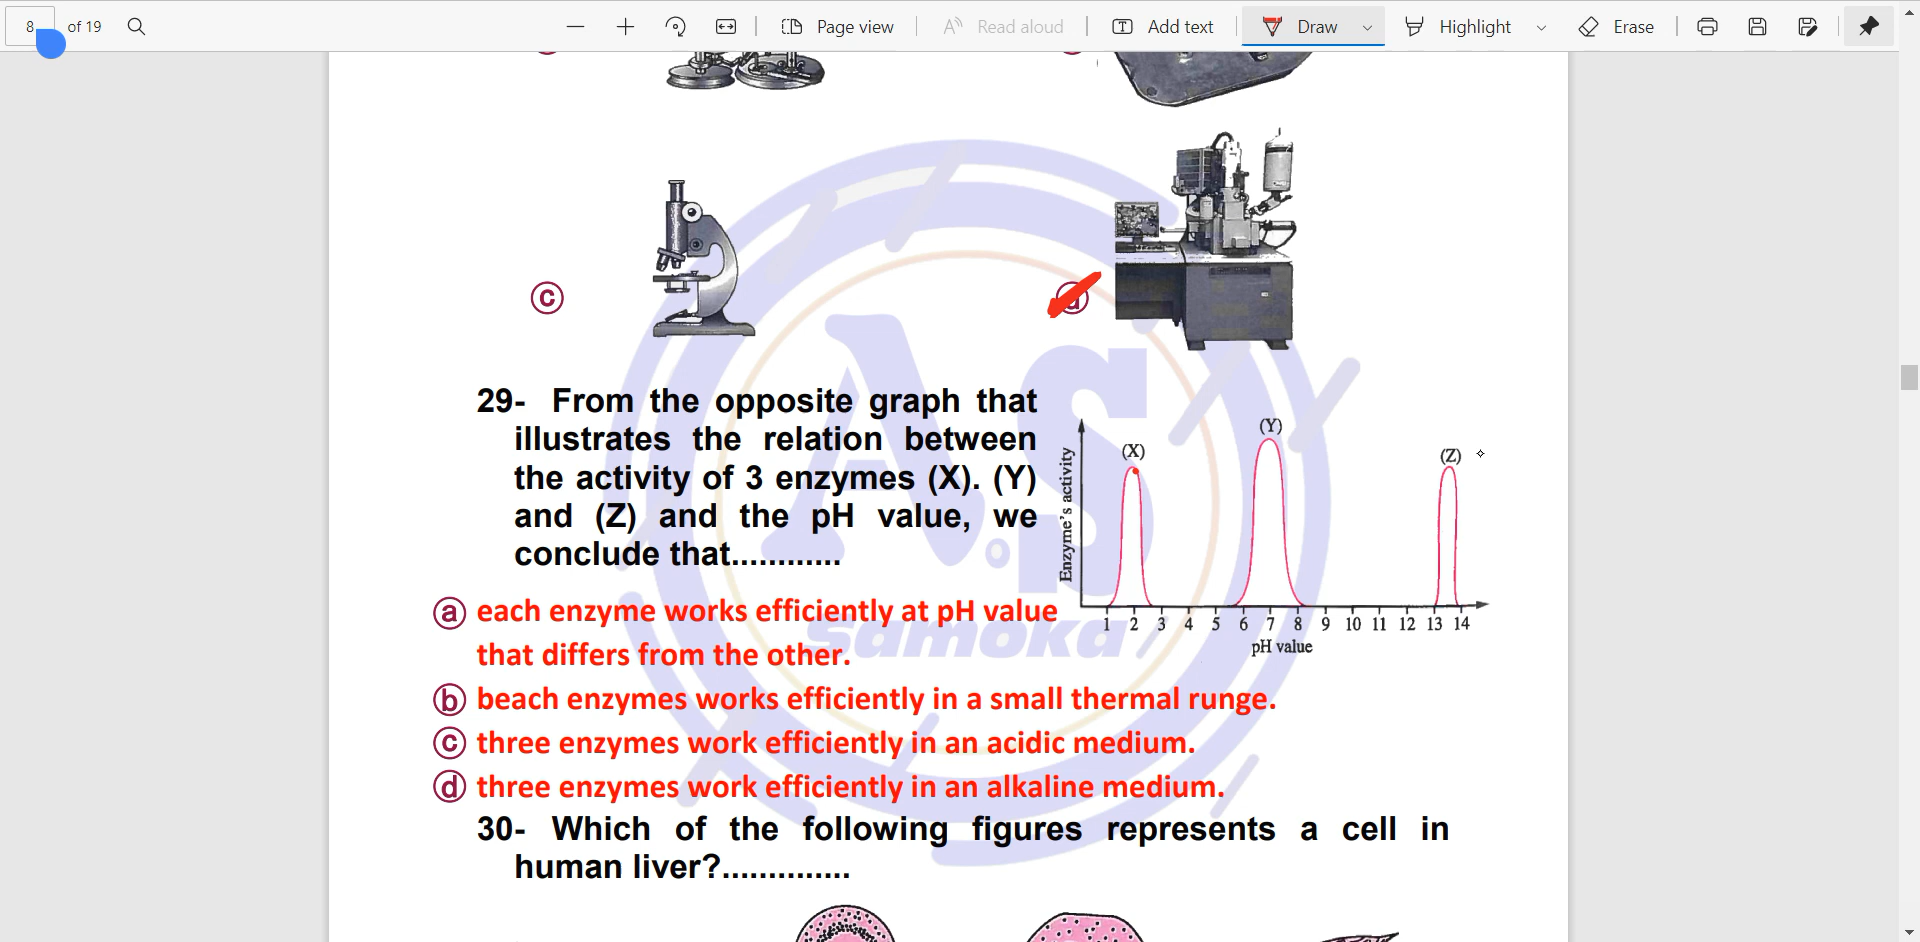 8 of 19
Page view
Read aloud
Add text
Draw
Highlight
Erase
c
d
29- From the opposite graph that
illustrates the relation between
the activity of 3 enzymes (X). (Y)
and (Z) and the pH value, we
conclude that............
Enzyme's activity
(X)
(Y)
(Z)
1 2 3 4 5 6 7 8 9 10 11 12 13 14
pH value
a each enzyme works efficiently at pH value
that differs from the other.
b beach enzymes works efficiently in a small thermal runge.
c three enzymes work efficiently in an acidic medium.
d three enzymes work efficiently in an alkaline medium.
30- Which of the following figures represents a cell in
human liver?..............
A.S
samoka